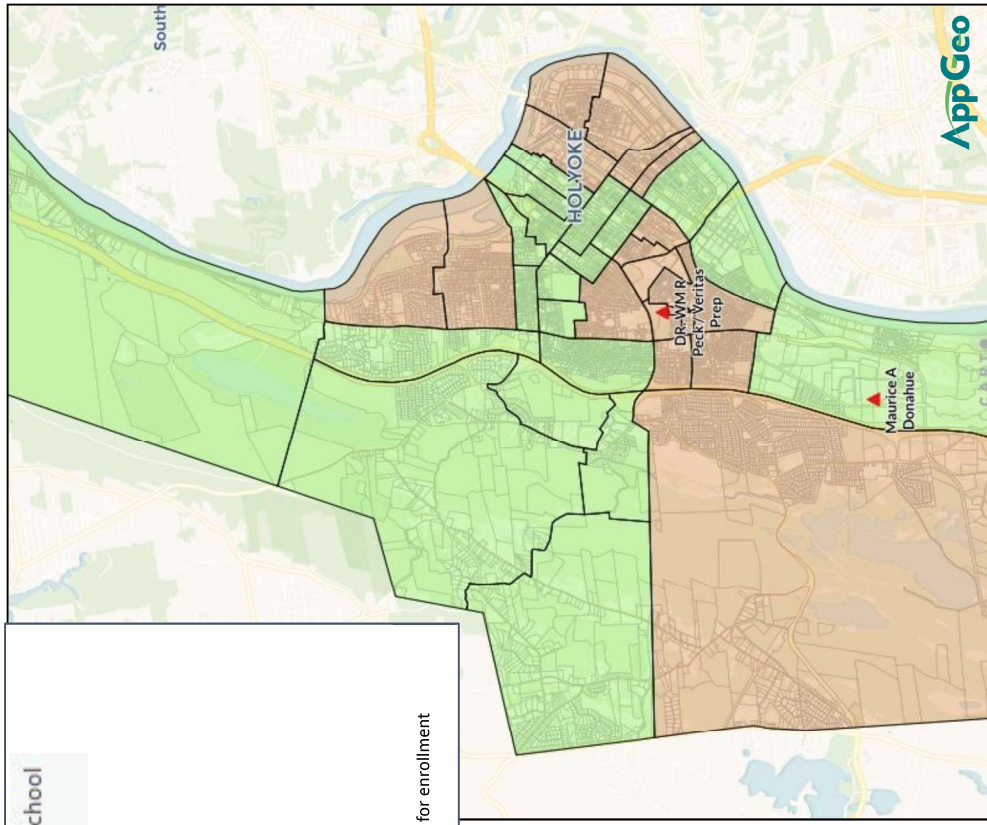 chool
for enrollment
South
HOLYOKE
DR. WM R
Peck / Veritas
Prep
Maurice A
Donahue
AppGeo